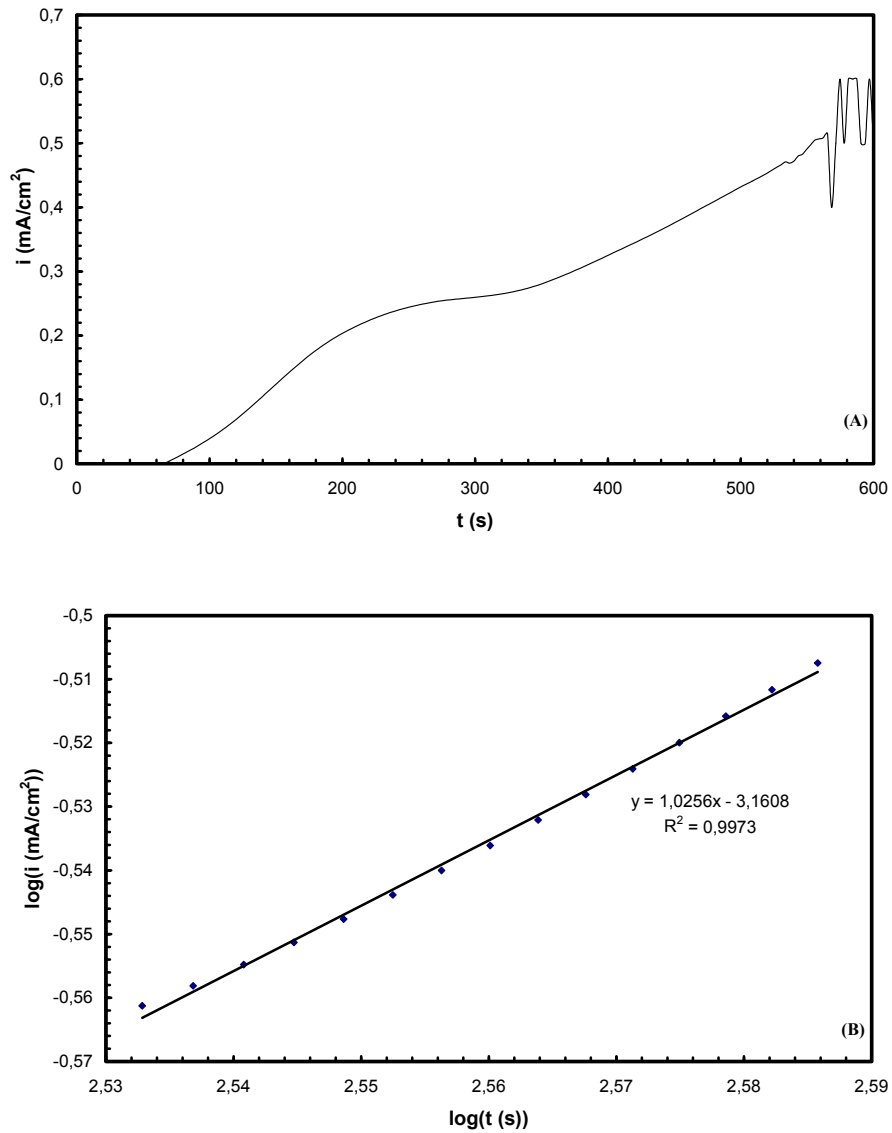 0,7
0,6
0,5
0,4
0,3
0,2
0,1
0
i (mA/cm²)
(A)
0 100 200 300 400 500 600
t (s)
-0,5
-0,51
-0,52
-0,53
-0,54
-0,55
-0,56
-0,57
log(i (mA/cm²))
y = 1,0256x - 3,1608
R² = 0,9973
(B)
2,53 2,54 2,55 2,56 2,57 2,58 2,59
log(t (s))